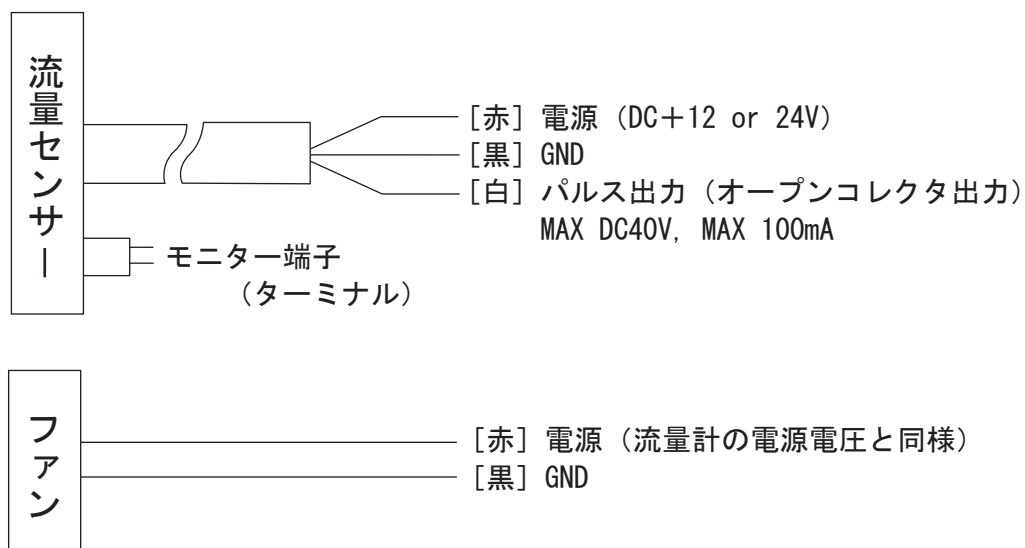 流量センサー
[赤] 電源 (DC+12 or 24V)
[黒] GND
[白] パルス出力 (オープンコレクタ出力)
MAX DC40V, MAX 100mA
モニター端子
(ターミナル)
ファン
[赤] 電源 (流量計の電源電圧と同様)
[黒] GND